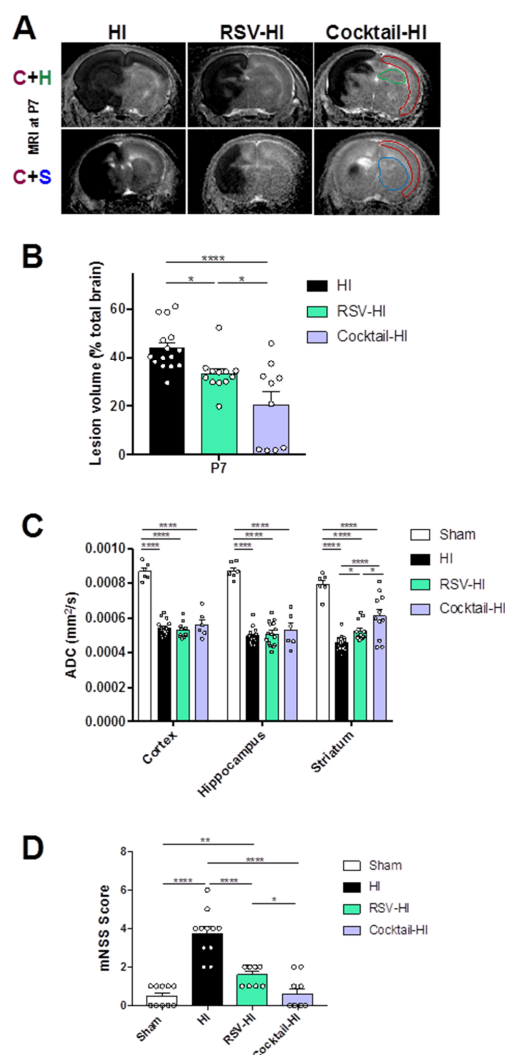 A
HI RSV-HI Cocktail-HI
C+H
MRI at P7
C+S
B
****
* *
Lesion volume (% total brain)
60
40
20
0
P7
HI
RSV-HI
Cocktail-HI
C
**** **** ****
**** **** ****
**** **** ****
****
* *
ADC (mm²/s)
0.0010
0.0008
0.0006
0.0004
0.0002
0.0000
Cortex
Hippocampus
Striatum
Sham
HI
RSV-HI
Cocktail-HI
D
**
****
**** ****
*
mNSS Score
8
6
4
2
0
Sham
HI
RSV-HI
Cocktail-HI
Sham
HI
RSV-HI
Cocktail-HI